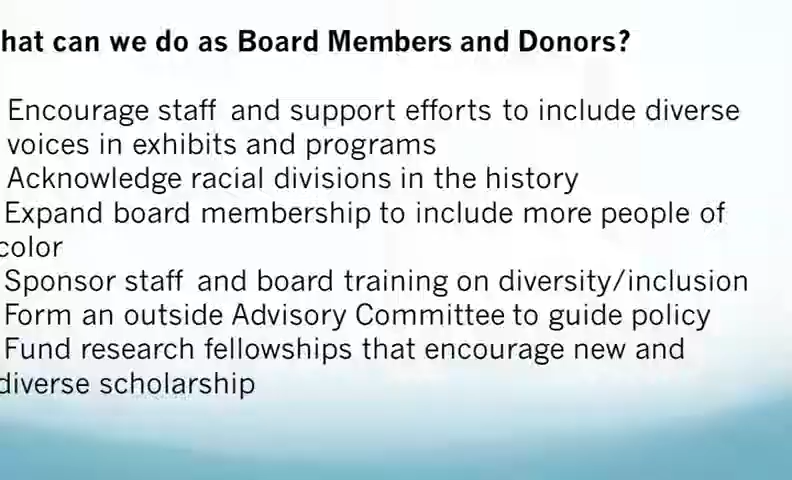 hat can we do as Board Members and Donors?
Encourage staff and support efforts to include diverse
voices in exhibits and programs
Acknowledge racial divisions in the history
Expand board membership to include more people of
color
Sponsor staff and board training on diversity/inclusion
Form an outside Advisory Committee to guide policy
Fund research fellowships that encourage new and
diverse scholarship